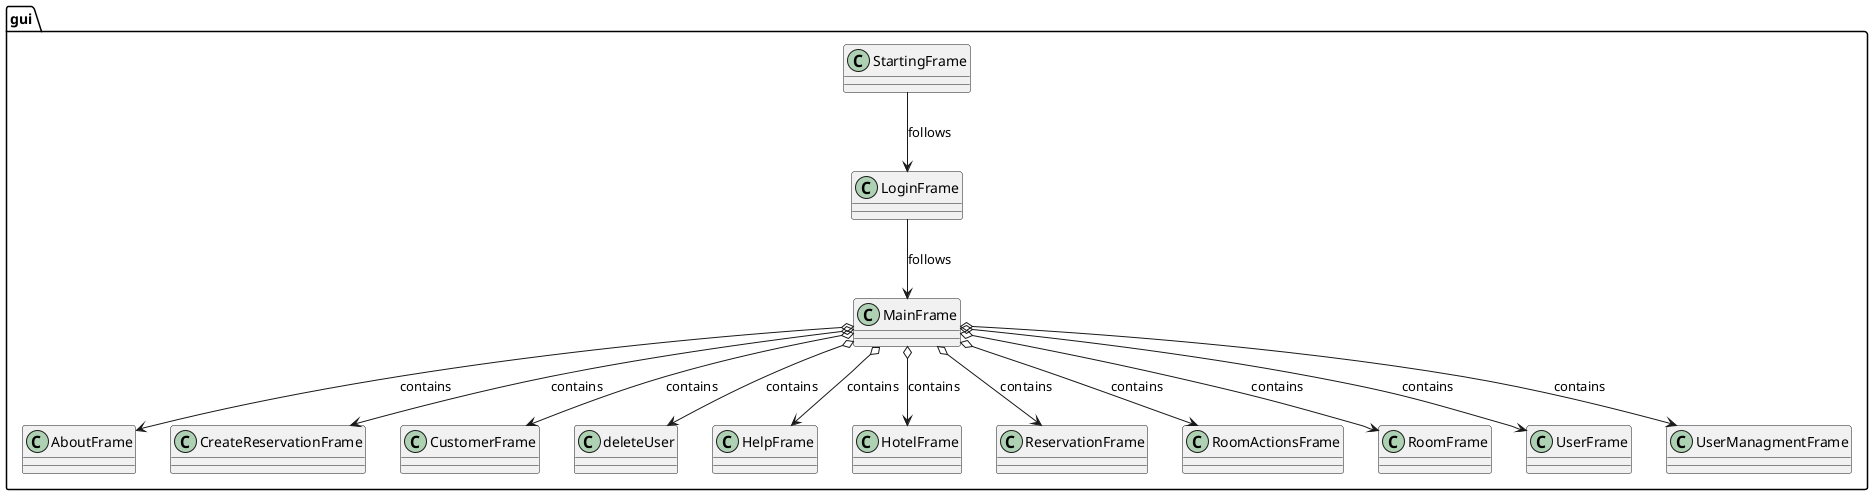 gui
C StartingFrame
follows
C LoginFrame
follows
C MainFrame
contains contains contains contains contains contains contains contains contains contains contains
C AboutFrame C CreateReservationFrame C CustomerFrame C deleteUser C HelpFrame C HotelFrame C ReservationFrame C RoomActionsFrame C RoomFrame C UserFrame C UserManagmentFrame